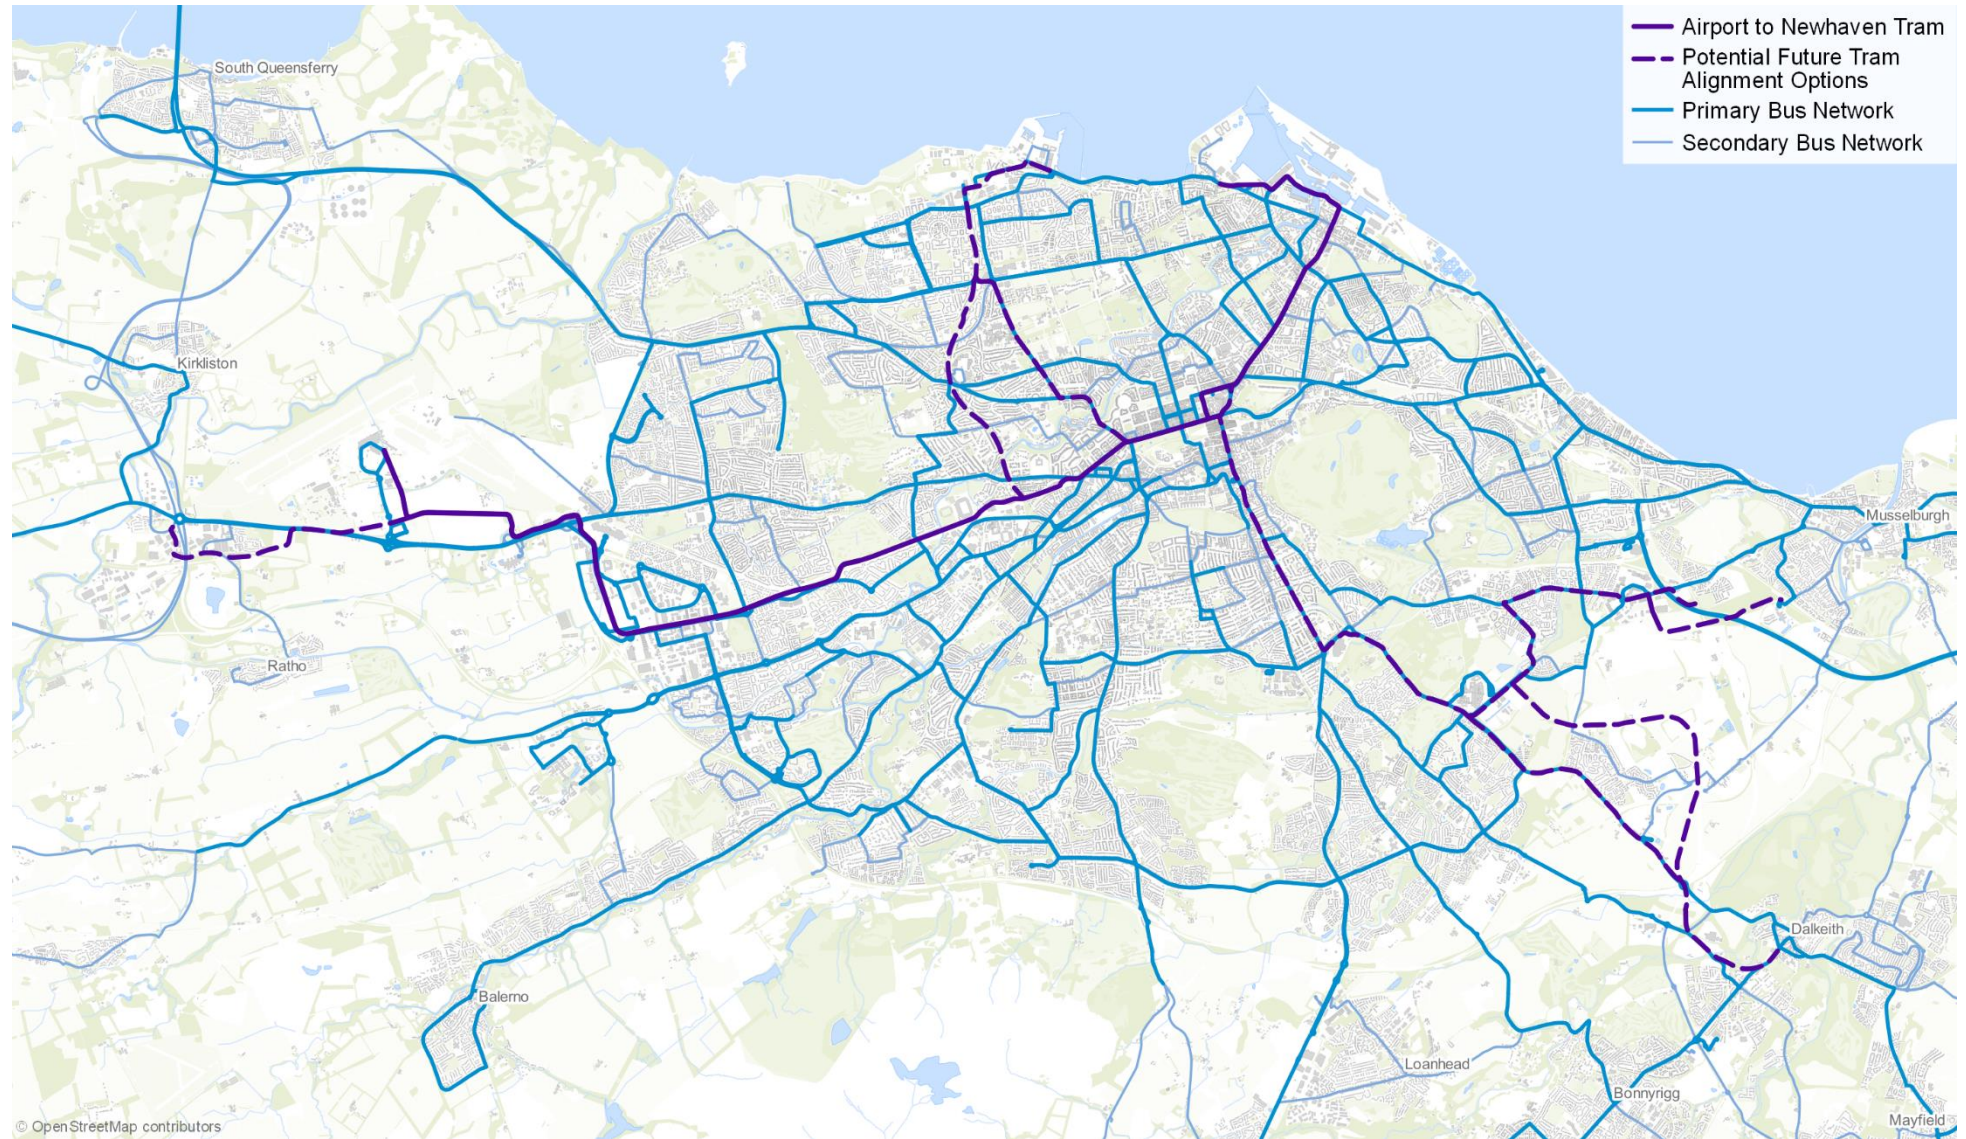 Airport to Newhaven Tram
Potential Future Tram
Alignment Options
Primary Bus Network
Secondary Bus Network
South Queensferry
Kirkliston
Musselburgh
Ratho
Dalkeith
Balerno
Loanhead
Bonnyrigg
Mayfield
© OpenStreetMap contributors